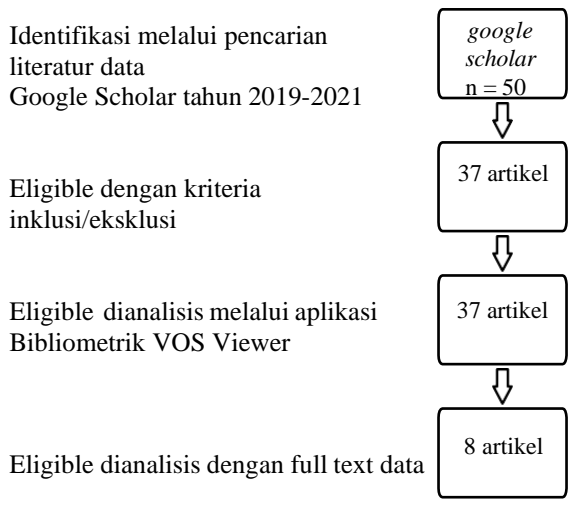 Identifikasi melalui pencarian
literatur data
Google Scholar tahun 2019-2021
google
scholar
n = 50
Eligible dengan kriteria
inklusi/eksklusi
37 artikel
Eligible dianalisis melalui aplikasi
Bibliometrik VOS Viewer
37 artikel
Eligible dianalisis dengan full text data
8 artikel